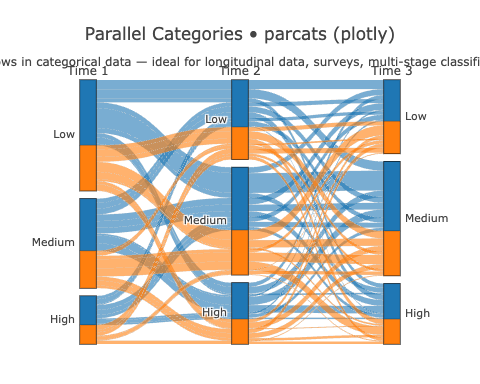 Parallel Categories • parcats (plotly)
ows in categorical data — ideal for longitudinal data, surveys, multi-stage classifi
Time 1 Time 2 Time 3
Low Low Low
Medium Medium Medium
High High High